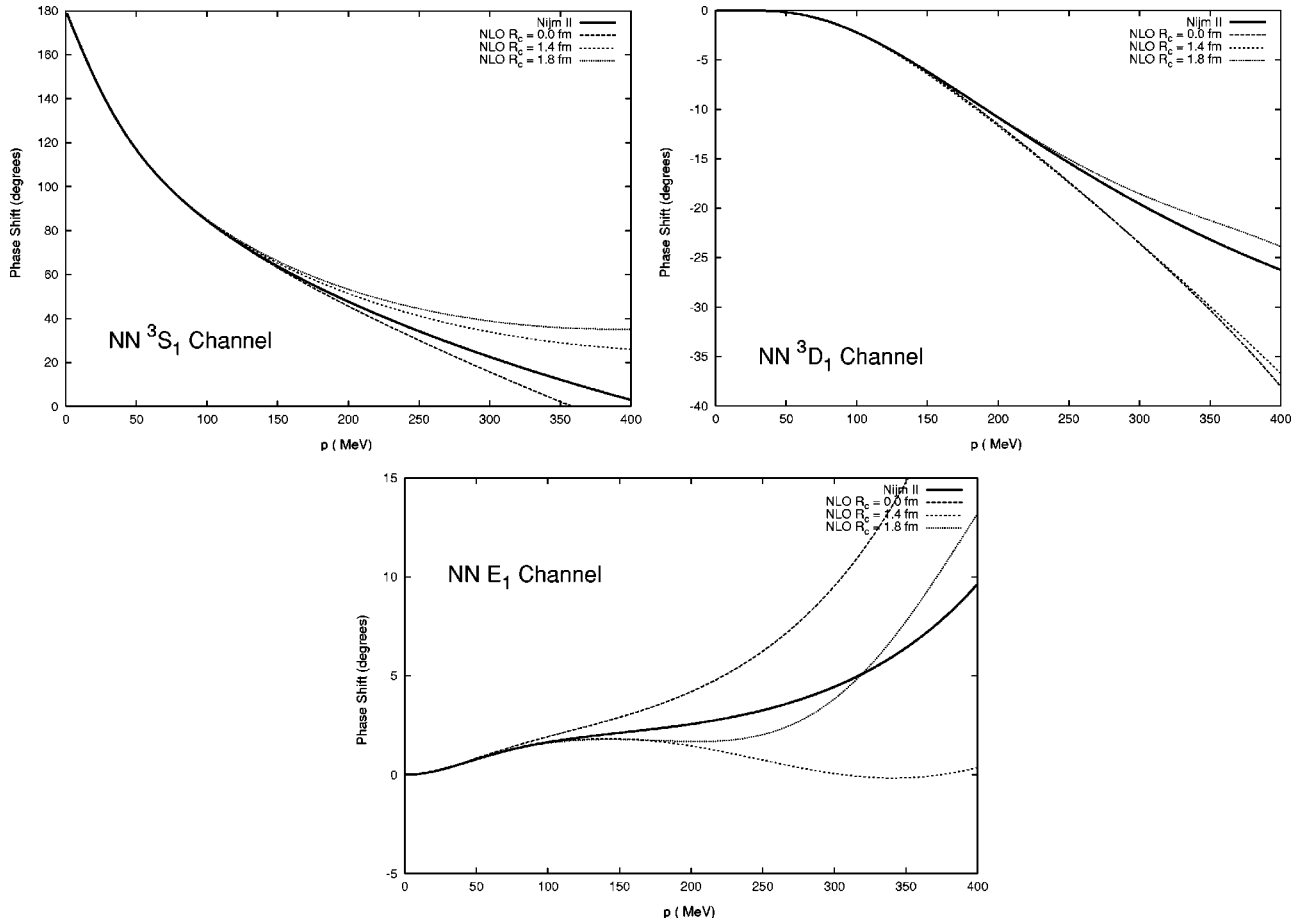 180
160
140
120
100
80
60
40
20
0
Phase Shift (degrees)
0 50 100 150 200 250 300 350 400
p ( MeV)
Nijm II
NLO R_c = 0.0 fm
NLO R_c = 1.4 fm
NLO R_c = 1.8 fm
NN ³S₁ Channel
0
-5
-10
-15
-20
-25
-30
-35
-40
Phase Shift (degrees)
0 50 100 150 200 250 300 350 400
p ( MeV)
Nijm II
NLO R_c = 0.0 fm
NLO R_c = 1.4 fm
NLO R_c = 1.8 fm
NN ³D₁ Channel
15
10
5
0
-5
Phase Shift (degrees)
0 50 100 150 200 250 300 350 400
p ( MeV)
Nijm II
NLO R_c = 0.0 fm
NLO R_c = 1.4 fm
NLO R_c = 1.8 fm
NN E₁ Channel